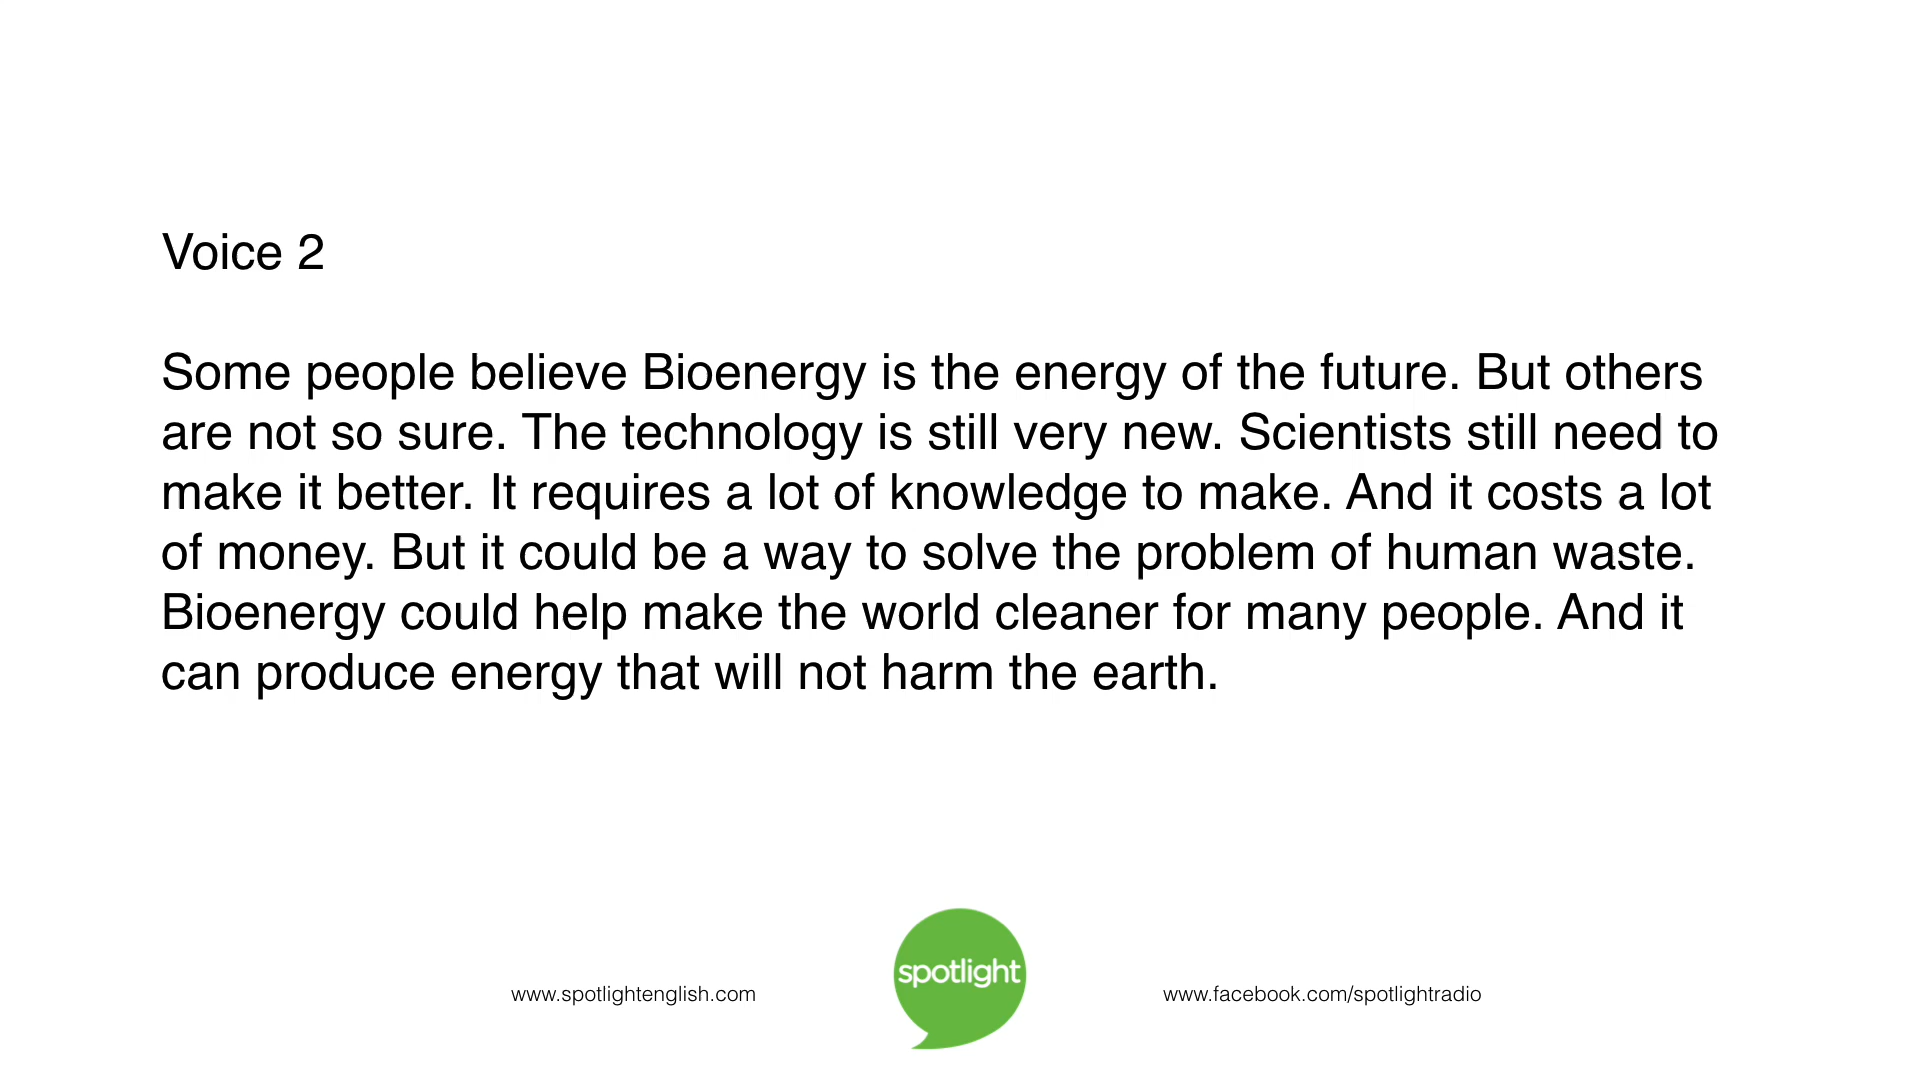 Voice 2
Some people believe Bioenergy is the energy of the future. But others
are not so sure. The technology is still very new. Scientists still need to
make it better. It requires a lot of knowledge to make. And it costs a lot
of money. But it could be a way to solve the problem of human waste.
Bioenergy could help make the world cleaner for many people. And it
can produce energy that will not harm the earth.
spotlight
www.spotlightenglish.com
www.facebook.com/spotlightradio